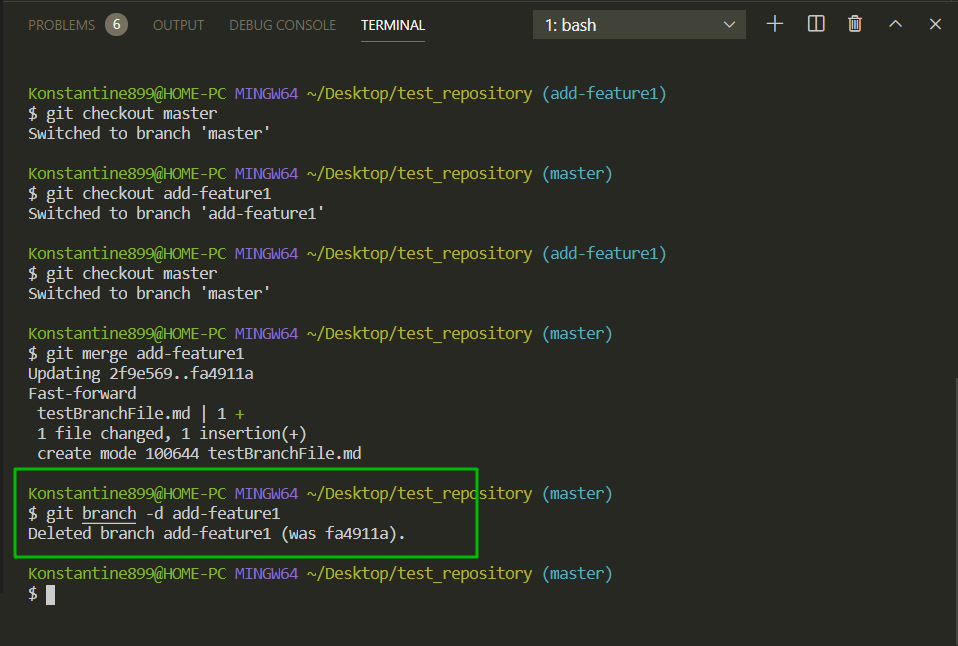 PROBLEMS 6 OUTPUT DEBUG CONSOLE TERMINAL 1: bash
Konstantine899@HOME-PC MINGW64 ~/Desktop/test_repository (add-feature1)
$ git checkout master
Switched to branch 'master'
Konstantine899@HOME-PC MINGW64 ~/Desktop/test_repository (master)
$ git checkout add-feature1
Switched to branch 'add-feature1'
Konstantine899@HOME-PC MINGW64 ~/Desktop/test_repository (add-feature1)
$ git checkout master
Switched to branch 'master'
Konstantine899@HOME-PC MINGW64 ~/Desktop/test_repository (master)
$ git merge add-feature1
Updating 2f9e569..fa4911a
Fast-forward
 testBranchFile.md | 1 +
 1 file changed, 1 insertion(+)
 create mode 100644 testBranchFile.md
Konstantine899@HOME-PC MINGW64 ~/Desktop/test_repository (master)
$ git branch -d add-feature1
Deleted branch add-feature1 (was fa4911a).
Konstantine899@HOME-PC MINGW64 ~/Desktop/test_repository (master)
$